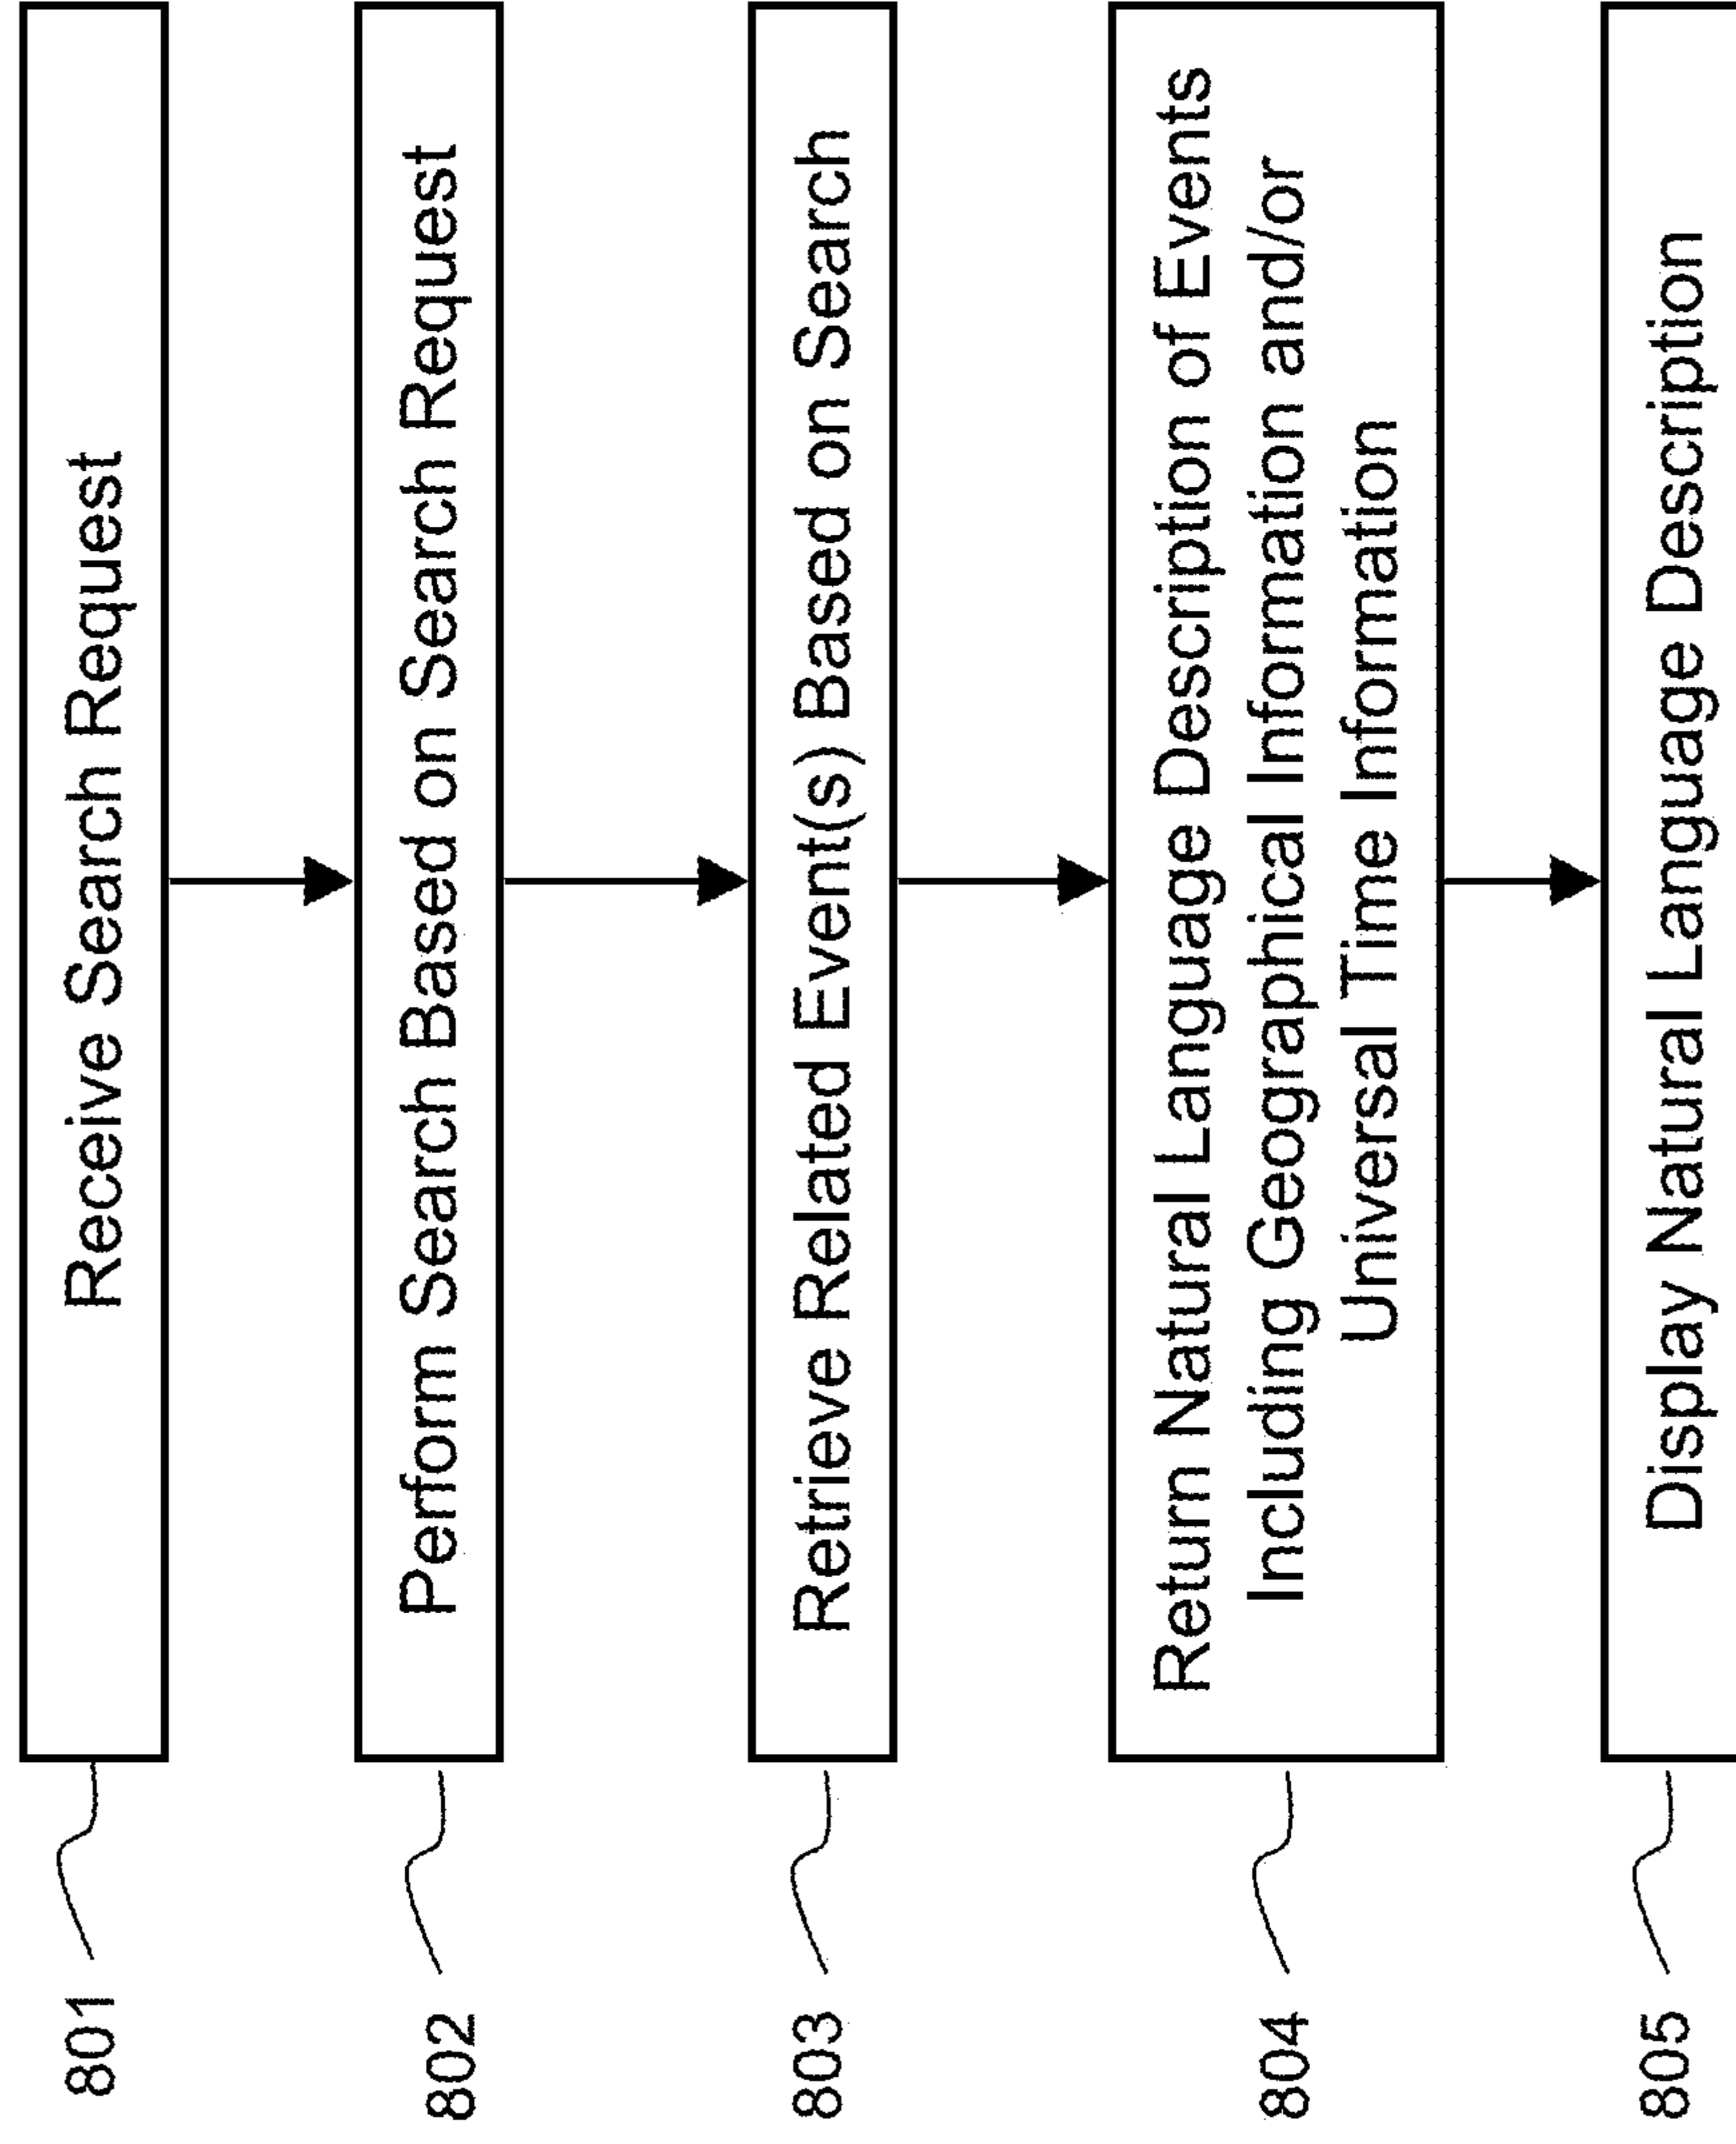 801
Receive Search Request
802
Perform Search Based on Search Request
803
Retrieve Related Event(s) Based on Search
804
Return Natural Language Description of Events
Including Geographical Information and/or
Universal Time Information
805
Display Natural Language Description